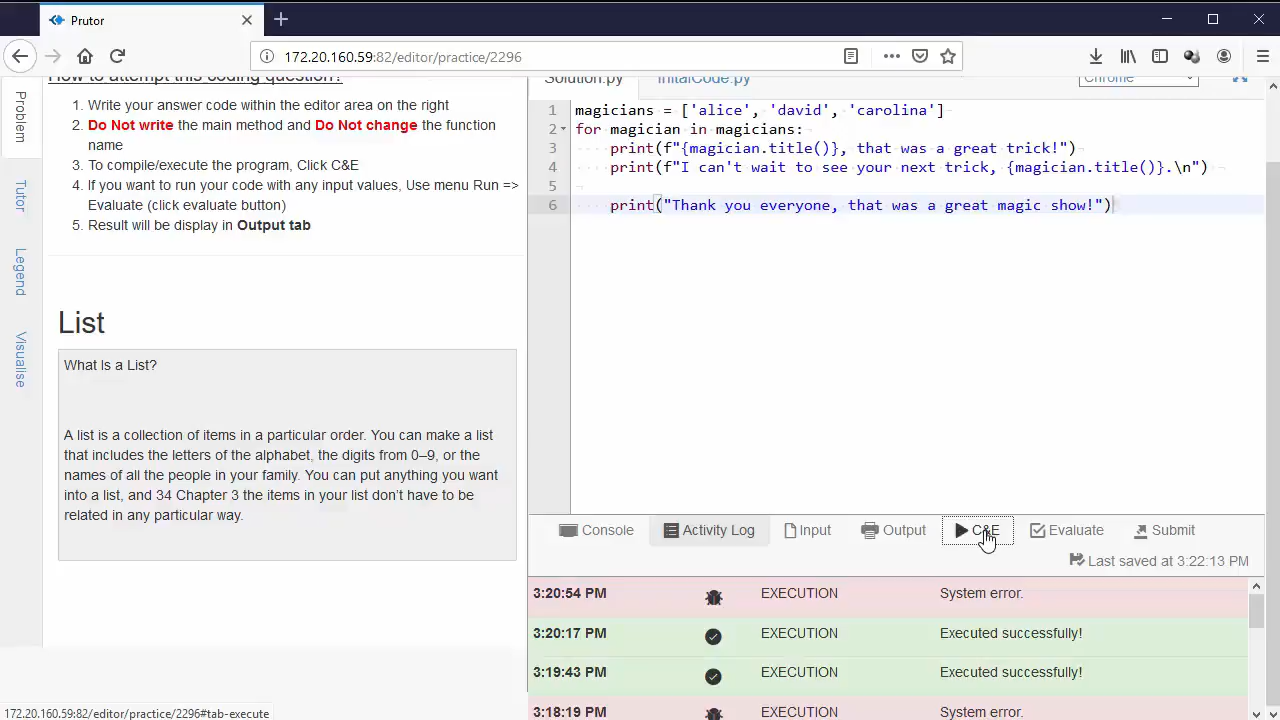 Prutor
172.20.160.59:82/editor/practice/2296
How to attempt this coding question?
1. Write your answer code within the editor area on the right
2. Do Not write the main method and Do Not change the function
name
3. To compile/execute the program, Click C&E
4. If you want to run your code with any input values, Use menu Run =>
Evaluate (click evaluate button)
5. Result will be display in Output tab
Problem
Tutor
Legend
Visualise
List
What is a List?
A list is a collection of items in a particular order. You can make a list
that includes the letters of the alphabet, the digits from 0–9, or the
names of all the people in your family. You can put anything you want
into a list, and 34 Chapter 3 the items in your list don't have to be
related in any particular way.
Solution.py
InitalCode.py
Chrome
1 magicians = ['alice', 'david', 'carolina']
2 for magician in magicians:
3 print(f"{magician.title()}, that was a great trick!")
4 print(f"I can't wait to see your next trick, {magician.title()}.\n")
5
6 print("Thank you everyone, that was a great magic show!")
Console Activity Log Input Output C&E Evaluate Submit
Last saved at 3:22:13 PM
3:20:54 PM EXECUTION System error.
3:20:17 PM EXECUTION Executed successfully!
3:19:43 PM EXECUTION Executed successfully!
3:18:19 PM EXECUTION System error.
172.20.160.59:82/editor/practice/2296#tab-execute